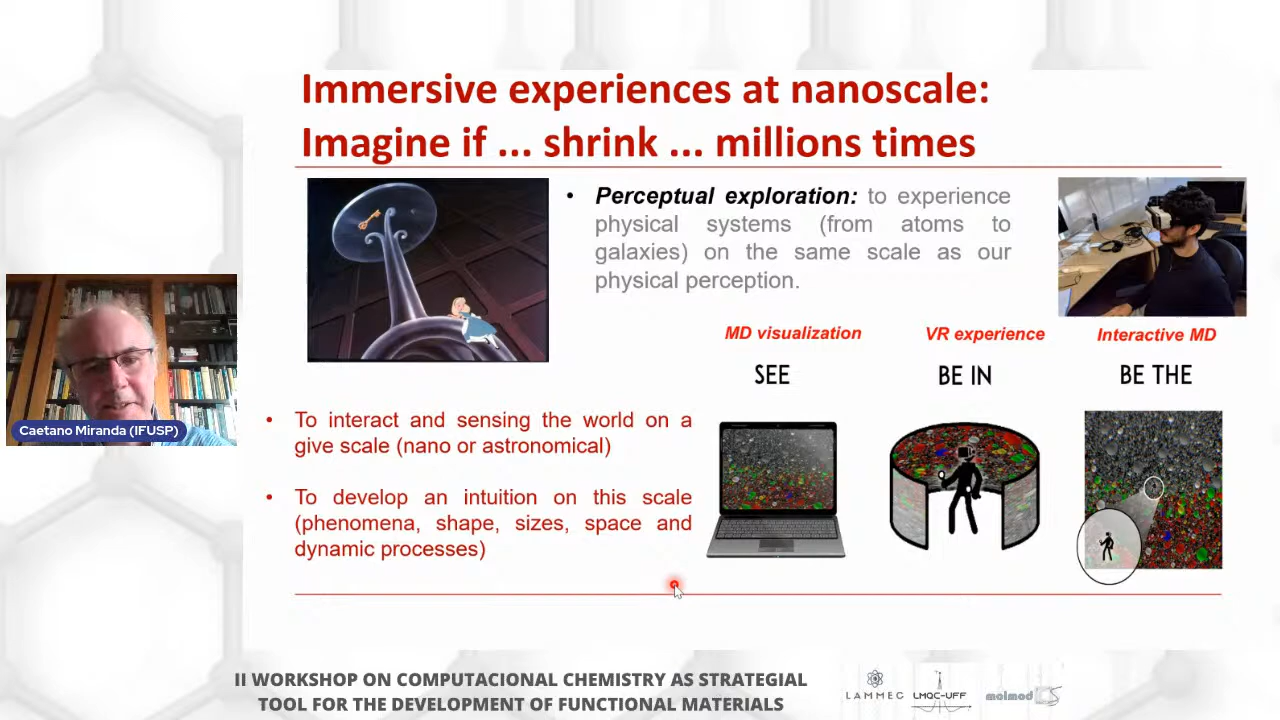 Immersive experiences at nanoscale:
Imagine if ... shrink ... millions times
• Perceptual exploration: to experience
physical systems (from atoms to
galaxies) on the same scale as our
physical perception.
MD visualization
VR experience
Interactive MD
SEE
BE IN
BE THE
• To interact and sensing the world on a
give scale (nano or astronomical)
• To develop an intuition on this scale
(phenomena, shape, sizes, space and
dynamic processes)
Caetano Miranda (IFUSP)
II WORKSHOP ON COMPUTACIONAL CHEMISTRY AS STRATEGIAL
TOOL FOR THE DEVELOPMENT OF FUNCTIONAL MATERIALS
LAMMEC
LMQC-UFF
molmodCS